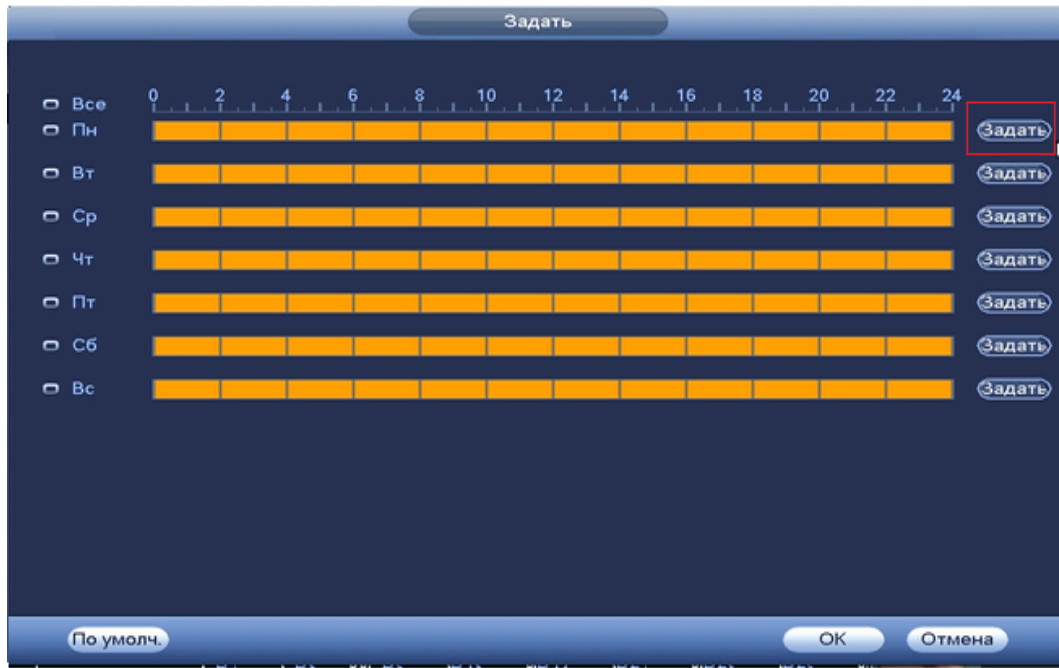 Задать
Все 0 2 4 6 8 10 12 14 16 18 20 22 24
Пн Задать
Вт Задать
Ср Задать
Чт Задать
Пт Задать
Сб Задать
Вс Задать
По умолч. OK Отмена